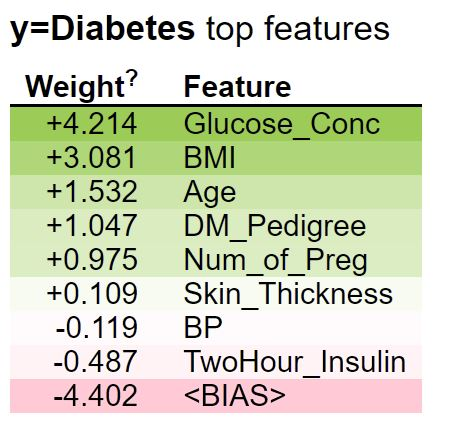 y=Diabetes top features
Weight? Feature
+4.214 Glucose_Conc
+3.081 BMI
+1.532 Age
+1.047 DM_Pedigree
+0.975 Num_of_Preg
+0.109 Skin_Thickness
-0.119 BP
-0.487 TwoHour_Insulin
-4.402 <BIAS>